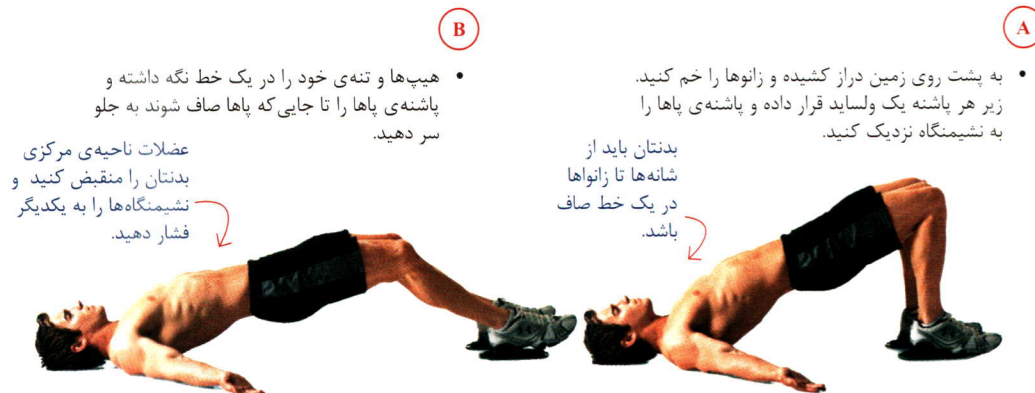 A
• به پشت روی زمین دراز کشیده و زانوها را خم کنید.
زیر هر پاشنه یک ولساید قرار داده و پاشنه‌ی پاها را
به نشیمنگاه نزدیک کنید.
بدنتان باید از
شانه‌ها تا زانواها
در یک خط صاف
باشد.
B
• هیپ‌ها و تنه‌ی خود را در یک خط نگه داشته و
پاشنه‌ی پاها را تا جایی‌که پاها صاف شوند به جلو
سر دهید.
عضلات ناحیه‌ی مرکزی
بدنتان را منقبض کنید و
نشیمنگاه‌ها را به یکدیگر
فشار دهید.